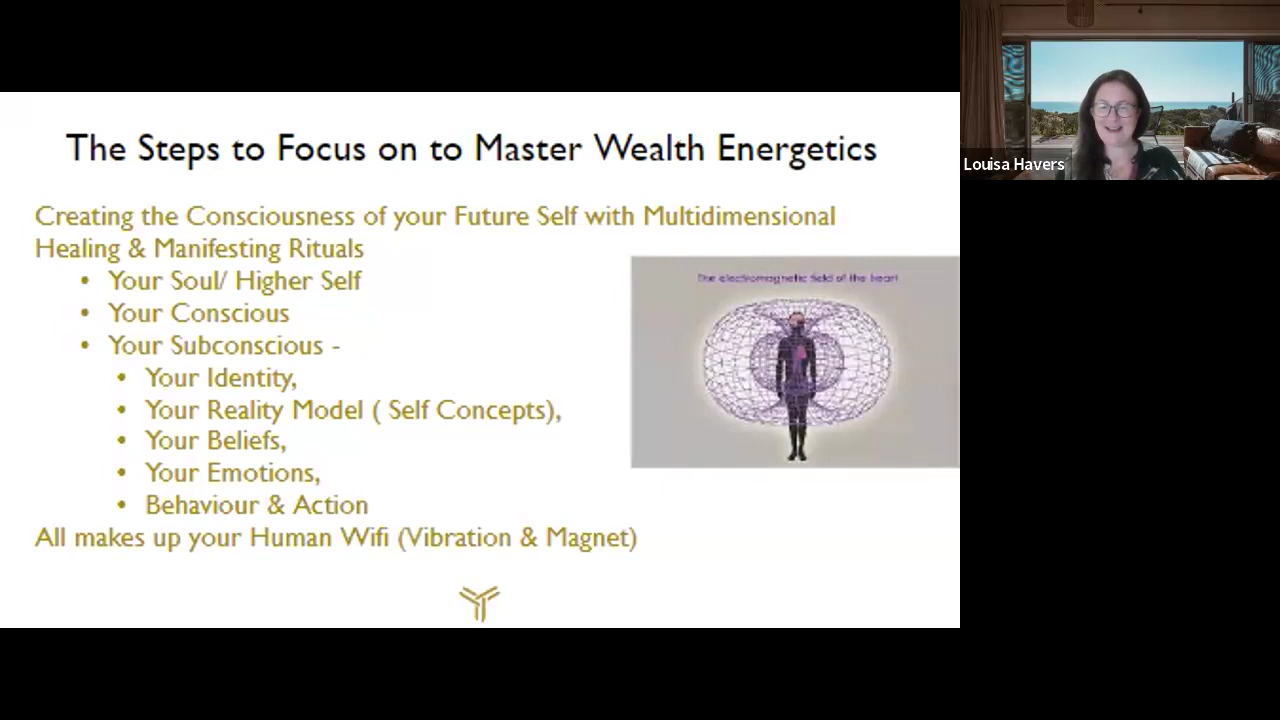 The Steps to Focus on to Master Wealth Energetics
Creating the Consciousness of your Future Self with Multidimensional
Healing & Manifesting Rituals
• Your Soul/ Higher Self
• Your Conscious
• Your Subconscious -
• Your Identity,
• Your Reality Model ( Self Concepts),
• Your Beliefs,
• Your Emotions,
• Behaviour & Action
All makes up your Human Wifi (Vibration & Magnet)
The electromagnetic field of the heart
Louisa Havers